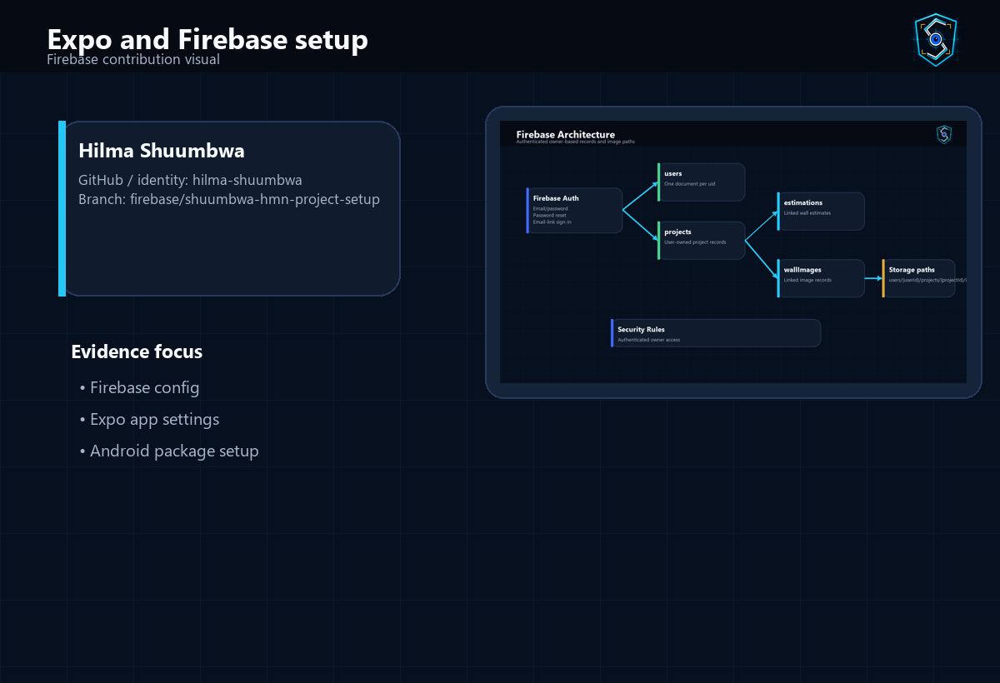 Expo and Firebase setup
Firebase contribution visual
Hilma Shuumbwa
GitHub / identity: hilma-shuumbwa
Branch: firebase/shuumbwa-hmn-project-setup
Evidence focus
• Firebase config
• Expo app settings
• Android package setup
Firebase Architecture
Authenticated owner-based records and image paths
Firebase Auth
Email/password
Password reset
Email-link sign-in
users
One document per uid
projects
User-owned project records
estimations
Linked wall estimates
wallImages
Linked image records
Storage paths
users/{userId}/projects/{projectId}/
Security Rules
Authenticated owner access